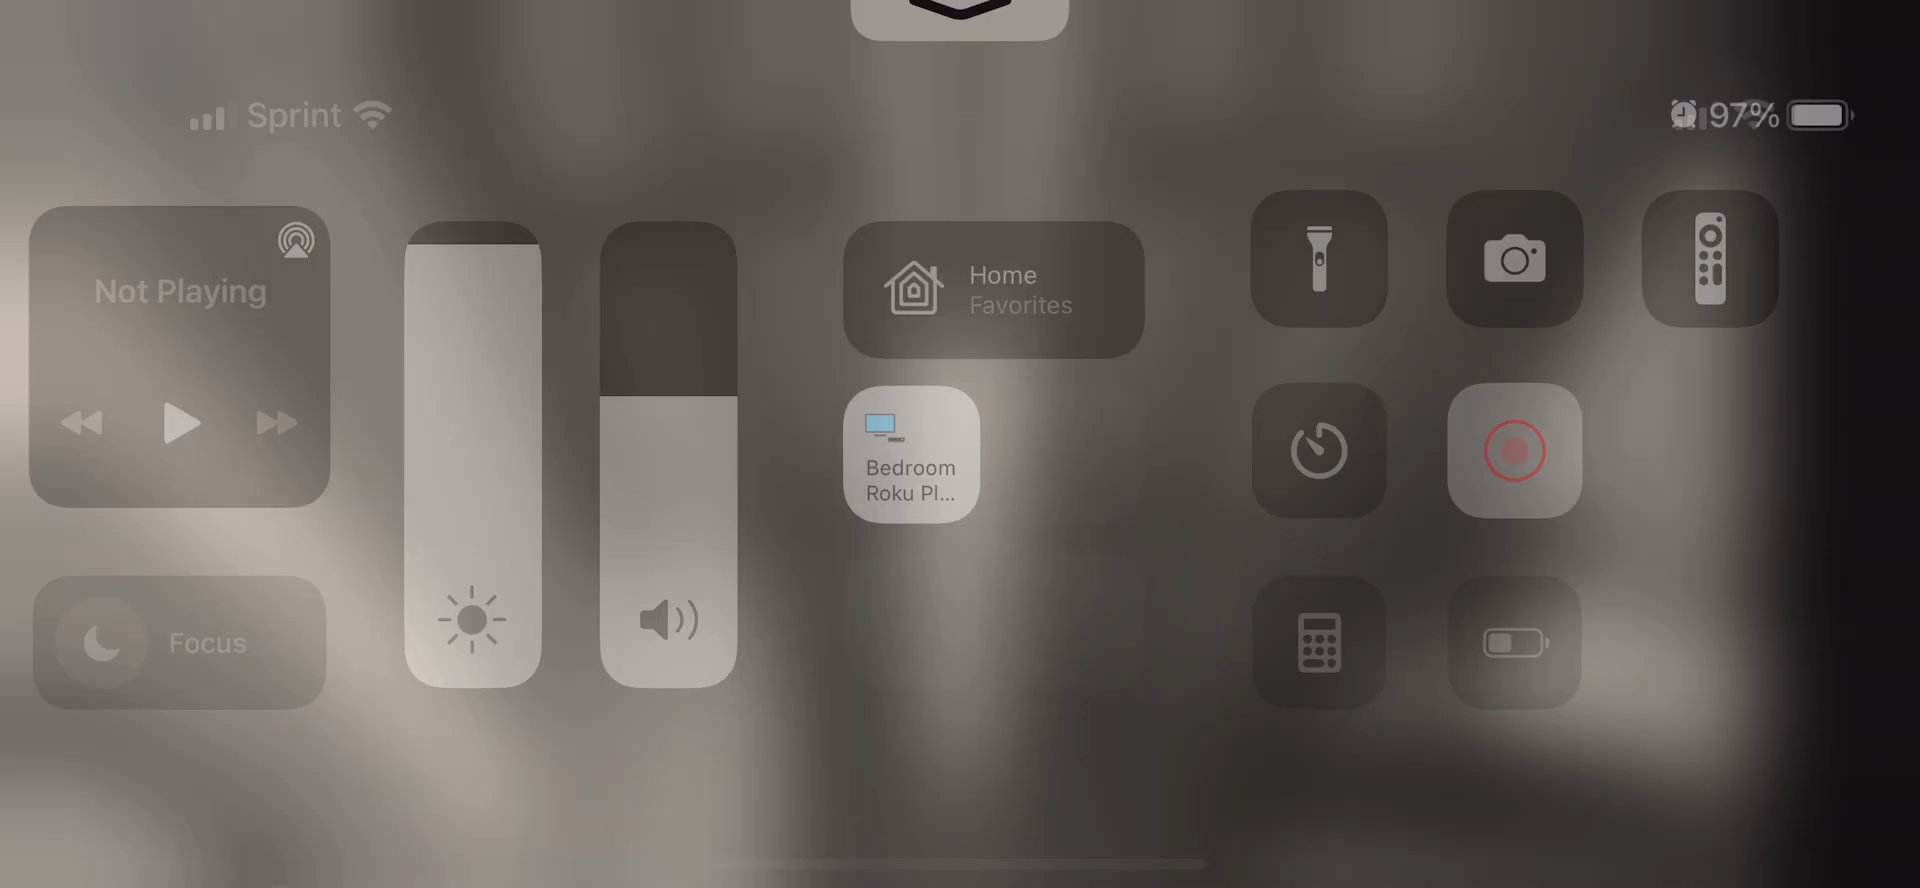 Sprint
97%
Not Playing
Home
Favorites
Bedroom
Roku Pl...
Focus